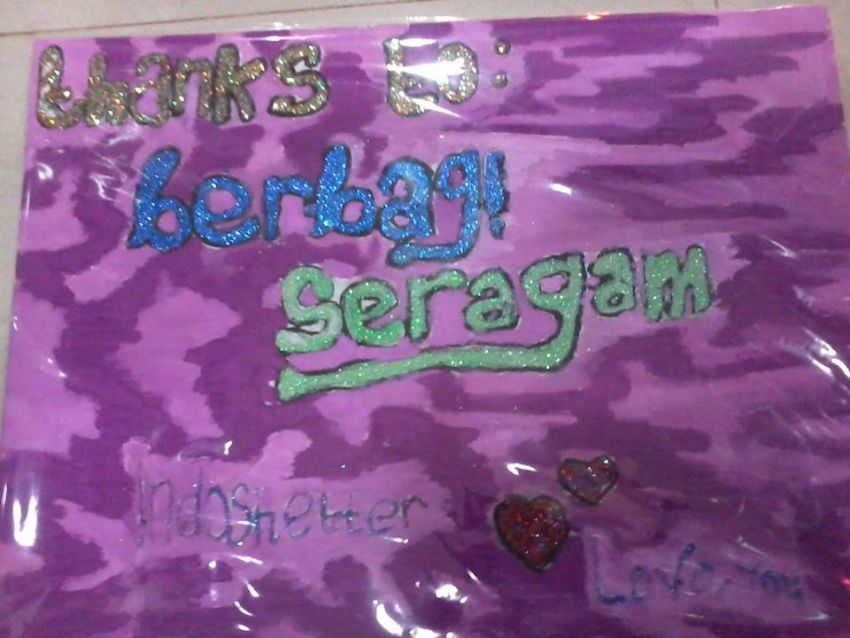 thanks to:
berbagi
seragam
Indoshelter
Love, You